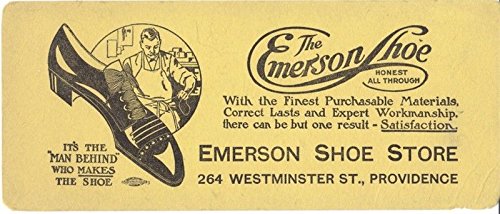 The
Emerson Shoe
HONEST
ALL THROUGH
With the Finest Purchasable Materials,
Correct Lasts and Expert Workmanship,
there can be but one result - Satisfaction.
IT'S THE
"MAN BEHIND"
WHO MAKES
THE SHOE
EMERSON SHOE STORE
264 WESTMINSTER ST., PROVIDENCE